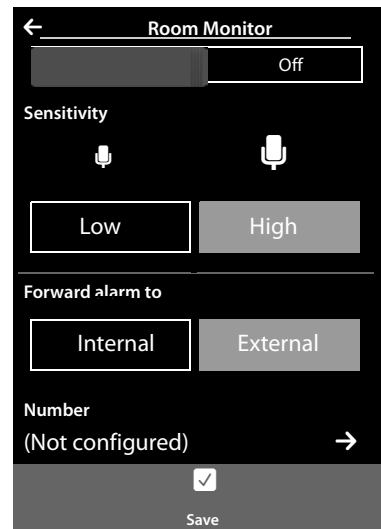 Room Monitor
Off
Sensitivity
Low High
Forward alarm to
Internal External
Number
(Not configured)
Save